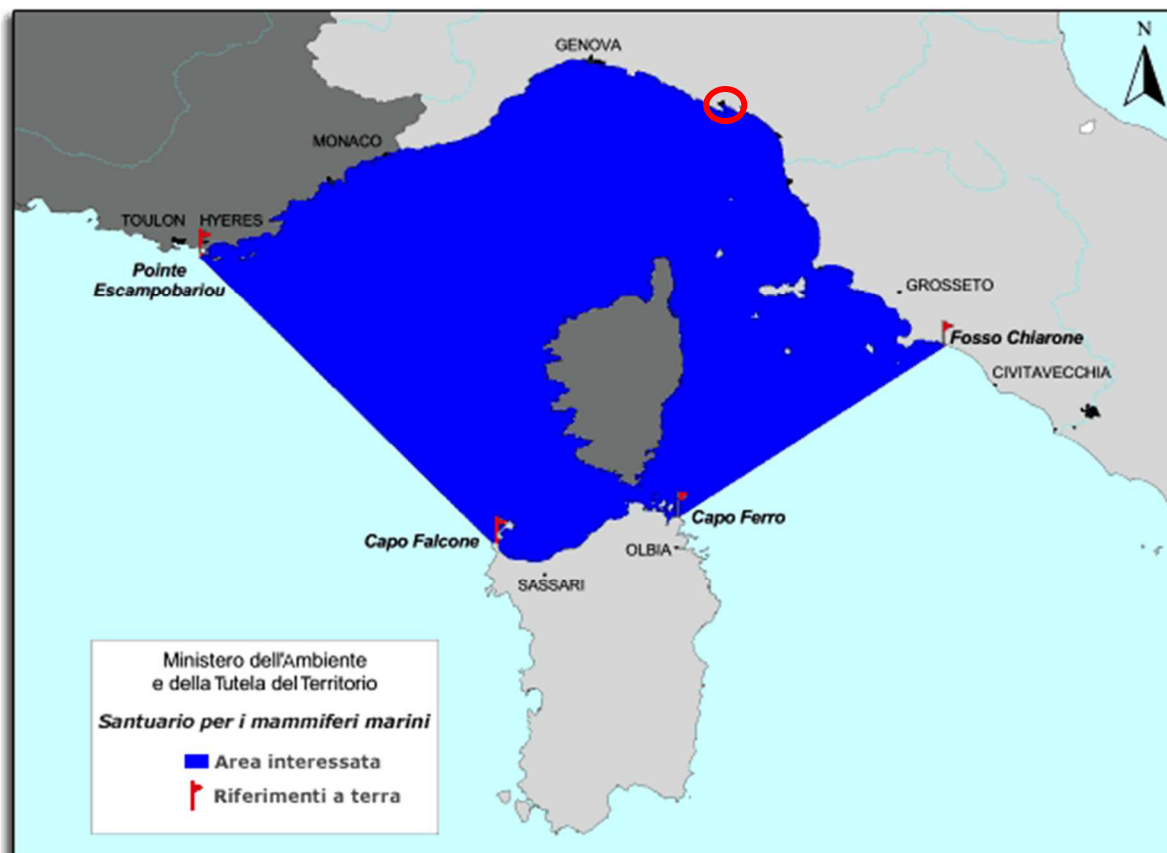 N
GENOVA
MONACO
TOULON HYERES
Pointe
Escampobariou
GROSSETO
Fosso Chiarone
CIVITAVECCHIA
Capo Ferro
Capo Falcone
OLBIA
SASSARI
Ministero dell'Ambiente
e della Tutela del Territorio
Santuario per i mammiferi marini
Area interessata
Riferimenti a terra